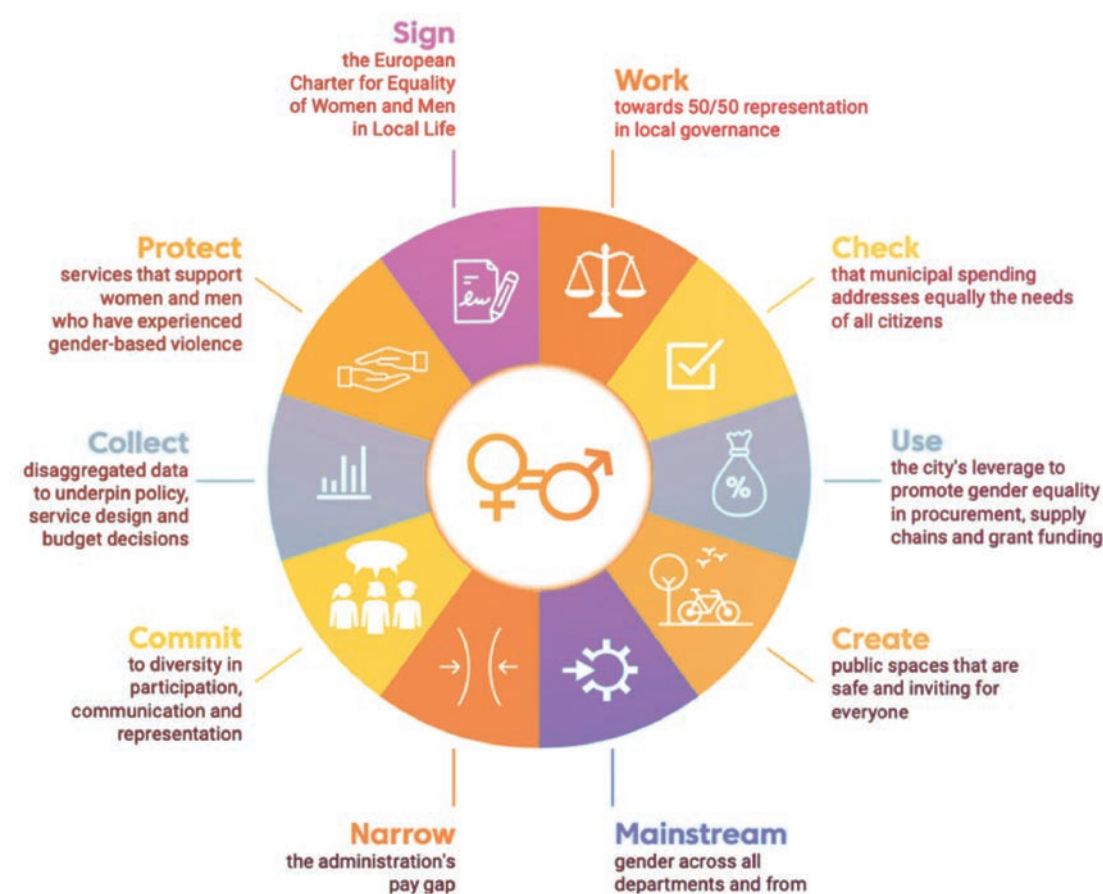 Sign
the European
Charter for Equality
of Women and Men
in Local Life
Work
towards 50/50 representation
in local governance
Check
that municipal spending
addresses equally the needs
of all citizens
Use
the city's leverage to
promote gender equality
in procurement, supply
chains and grant funding
Create
public spaces that are
safe and inviting for
everyone
Mainstream
gender across all
departments and from
Narrow
the administration's
pay gap
Commit
to diversity in
participation,
communication and
representation
Collect
disaggregated data
to underpin policy,
service design and
budget decisions
Protect
services that support
women and men
who have experienced
gender-based violence
%